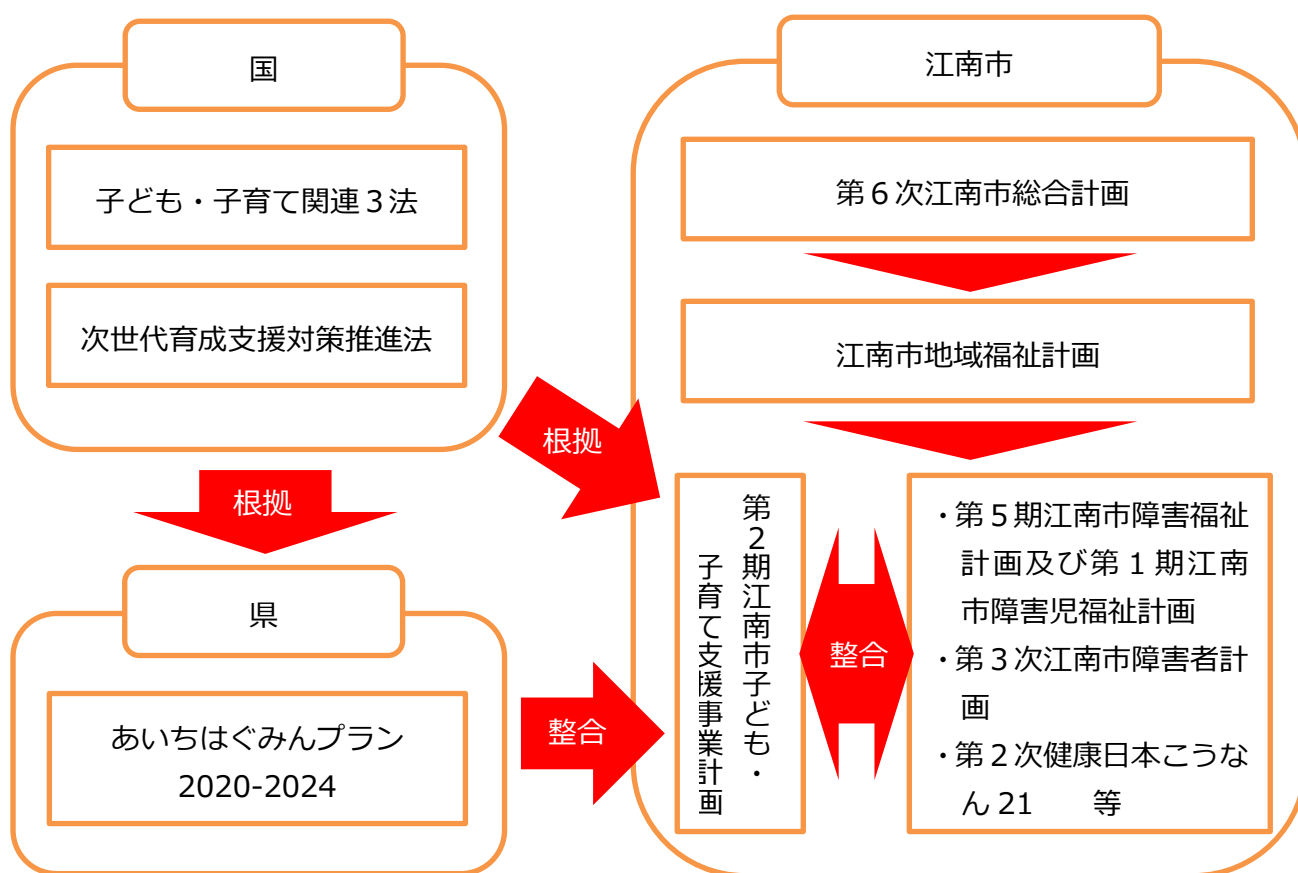 国
子ども・子育て関連３法
次世代育成支援対策推進法
根拠
県
あいちはぐみんプラン
2020-2024
根拠
整合
江南市
第６次江南市総合計画
江南市地域福祉計画
第２期江南市子ども・
子育て支援事業計画
整合
・第５期江南市障害福祉
計画及び第１期江南
市障害児福祉計画
・第３次江南市障害者計
画
・第２次健康日本こうな
ん 21　　等